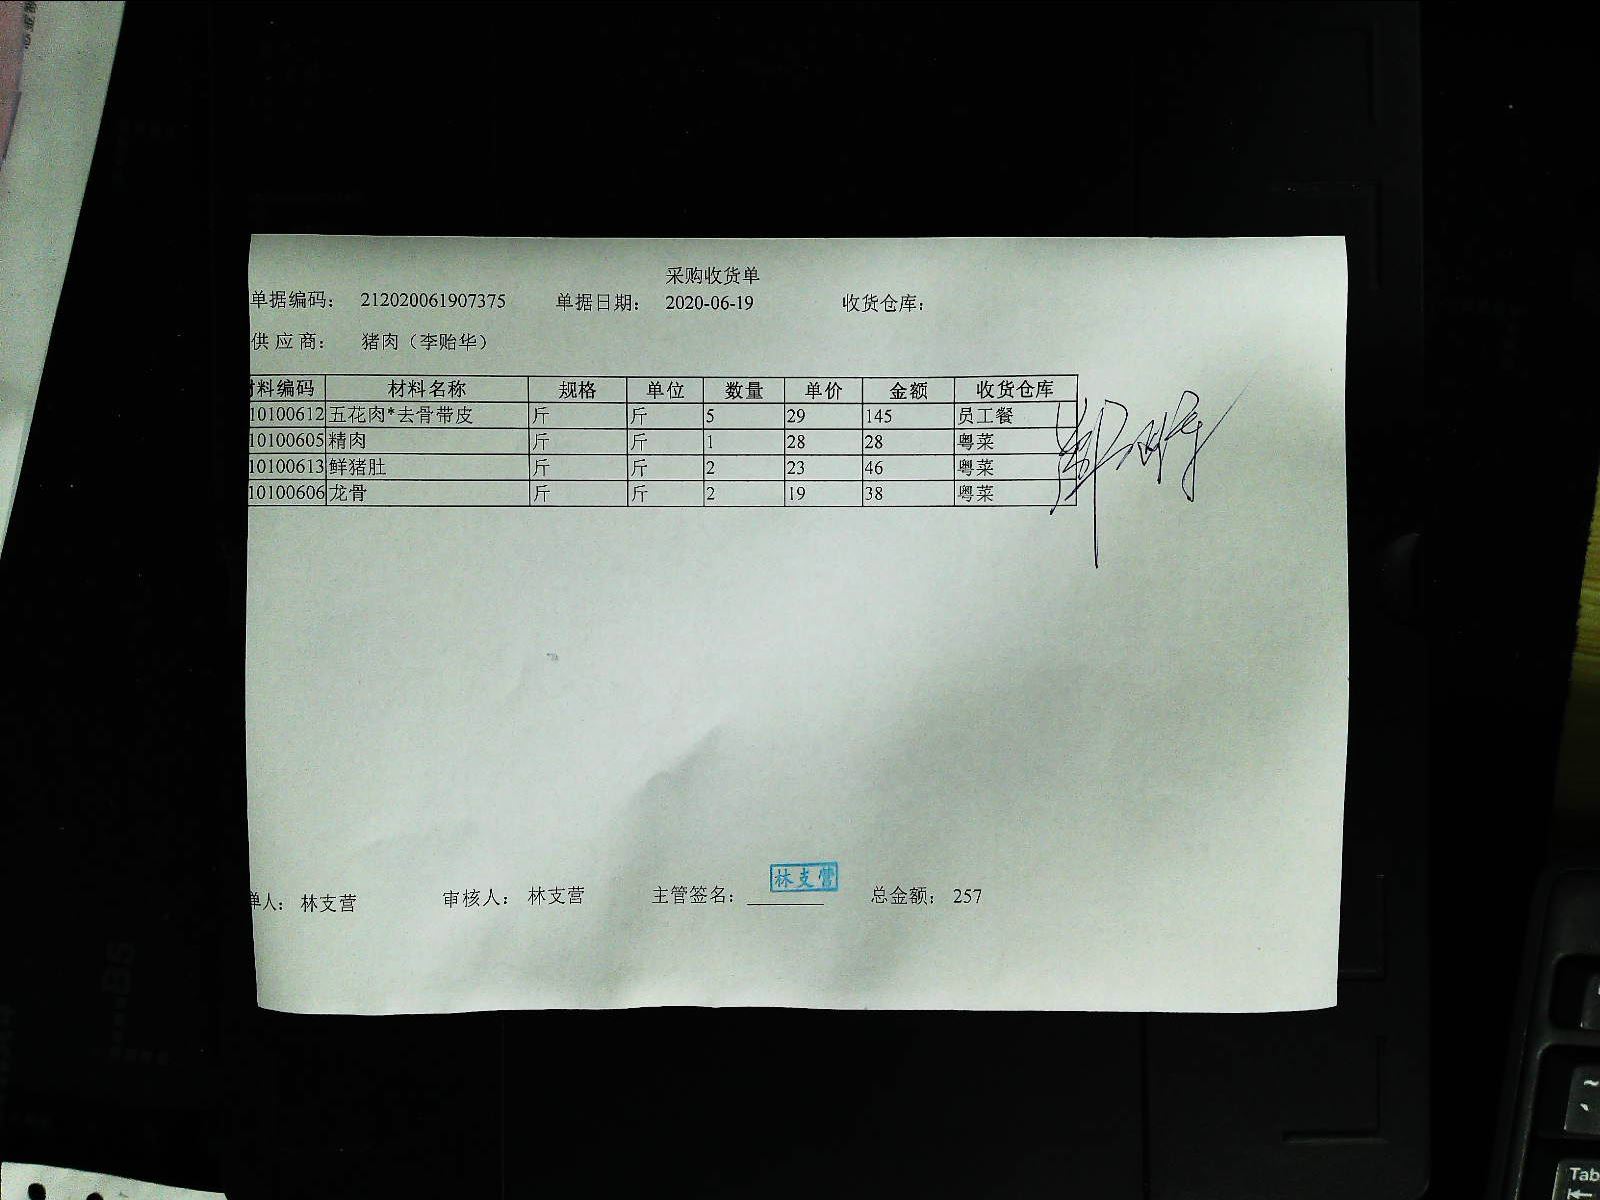 采购收货单
单据编码： 212020061907375 单据日期： 2020-06-19 收货仓库：
供 应 商： 猪肉（李贻华）
料编码 材料名称 规格 单位 数量 单价 金额 收货仓库
10100612 五花肉*去骨带皮 斤 斤 5 29 145 员工餐
10100605 精肉 斤 斤 1 28 28 粤菜
10100613 鲜猪肚 斤 斤 2 23 46 粤菜
10100606 龙骨 斤 斤 2 19 38 粤菜
林支营
单人： 林支营 审核人： 林支营 主管签名： 总金额： 257
Tab